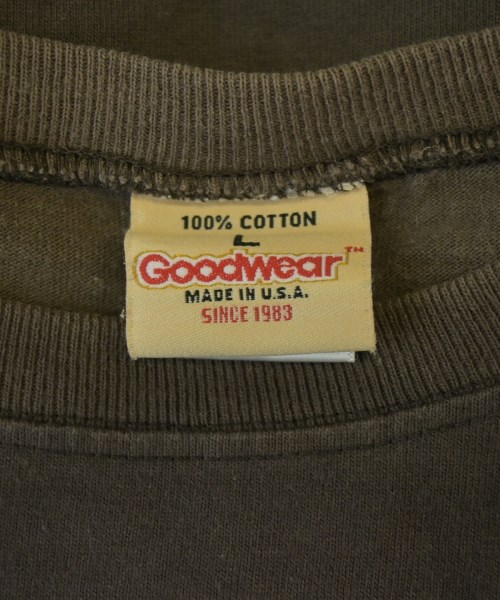 100% COTTON
L
Goodwear™
MADE IN U.S.A.
SINCE 1983